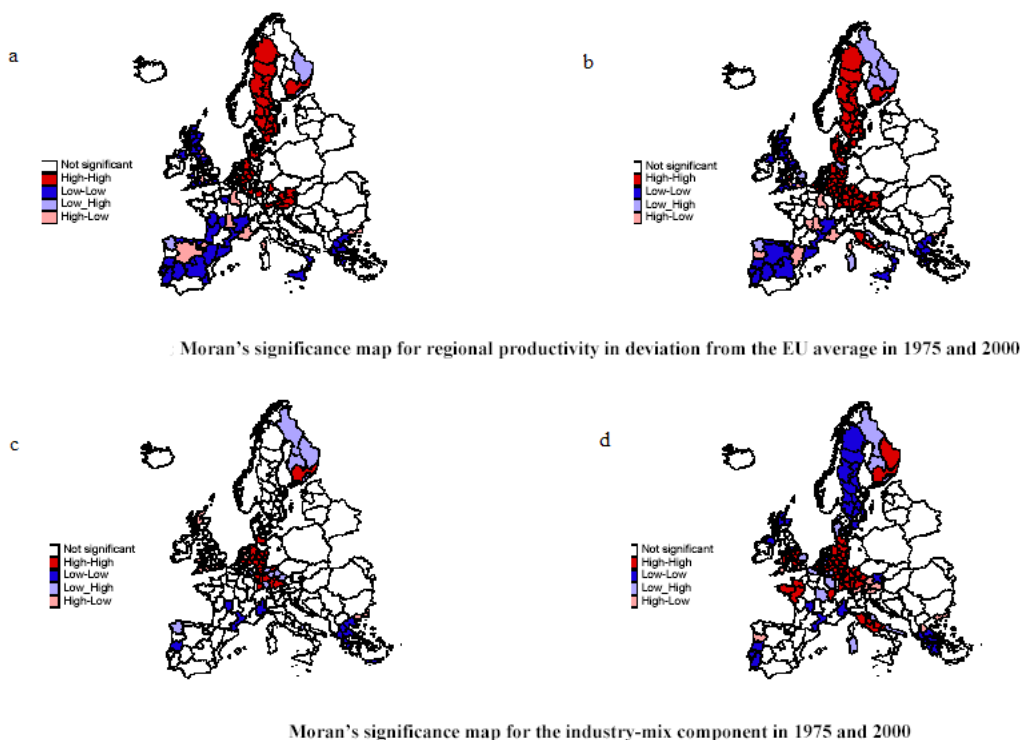 a
b
Not significant
High-High
Low-Low
Low_High
High-Low
Not significant
High-High
Low-Low
Low_High
High-Low
: Moran's significance map for regional productivity in deviation from the EU average in 1975 and 2000
c
d
Not significant
High-High
Low-Low
Low_High
High-Low
Not significant
High-High
Low-Low
Low_High
High-Low
Moran's significance map for the industry-mix component in 1975 and 2000